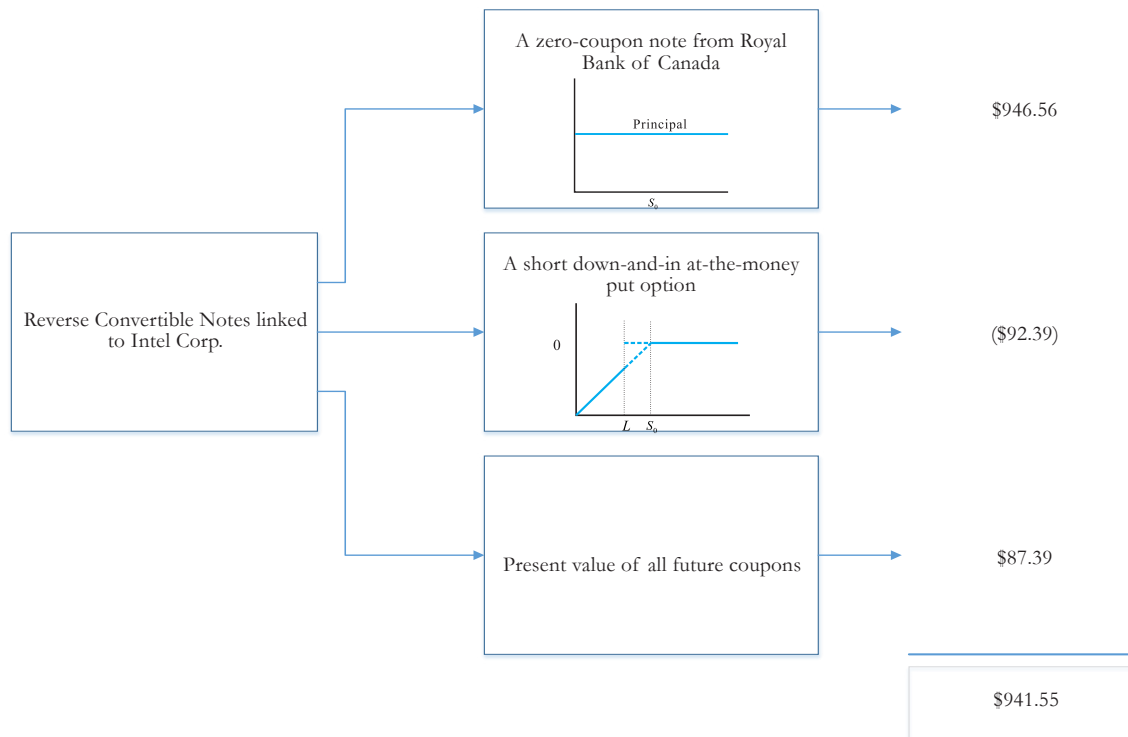 A zero-coupon note from Royal
Bank of Canada
Principal
S₀
$946.56
Reverse Convertible Notes linked
to Intel Corp.
A short down-and-in at-the-money
put option
0
L S₀
($92.39)
Present value of all future coupons
$87.39
$941.55